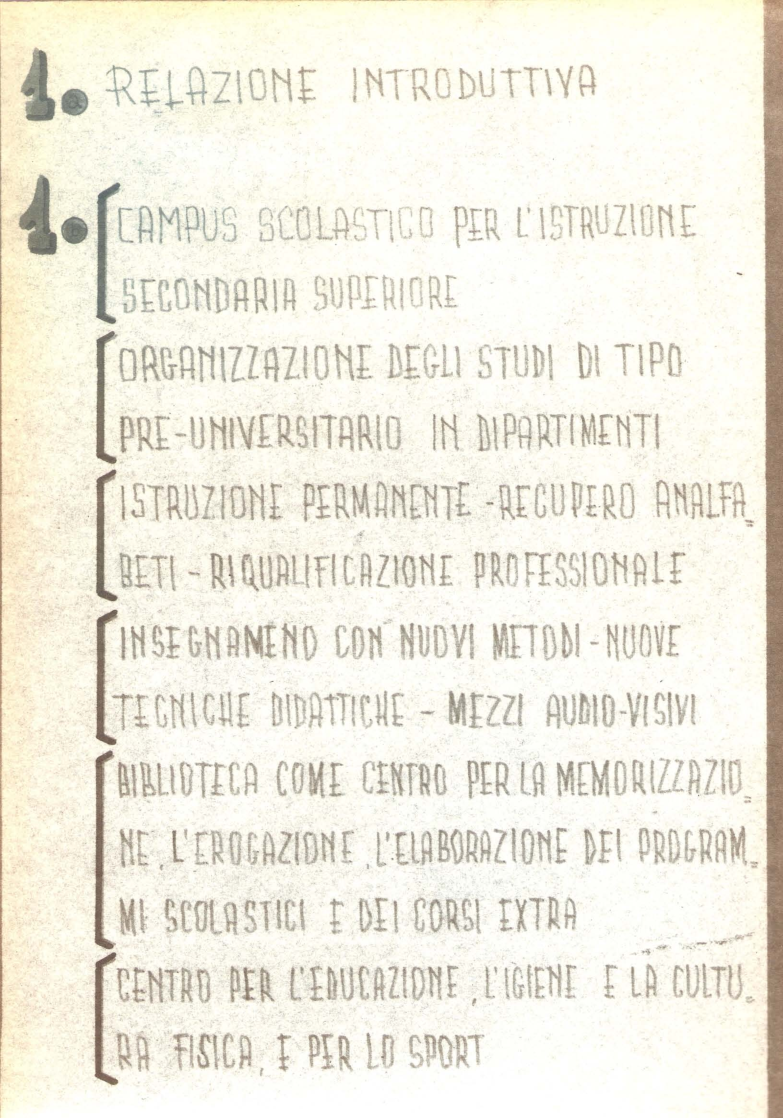 1.a RELAZIONE INTRODUTTIVA
1.b CAMPUS SCOLASTICO PER L'ISTRUZIONE
SECONDARIA SUPERIORE
ORGANIZZAZIONE DEGLI STUDI DI TIPO
PRE-UNIVERSITARIO IN DIPARTIMENTI
ISTRUZIONE PERMANENTE - RECUPERO ANALFA=
BETI - RIQUALIFICAZIONE PROFESSIONALE
INSEGNAMENO CON NUOVI METODI - NUOVE
TECNICHE DIDATTICHE - MEZZI AUDIO-VISIVI
BIBLIOTECA COME CENTRO PER LA MEMORIZZAZIO=
NE, L'EROGAZIONE, L'ELABORAZIONE DEI PROGRAM=
MI SCOLASTICI E DEI CORSI EXTRA
CENTRO PER L'EDUCAZIONE, L'IGIENE E LA CULTU=
RA FISICA, E PER LO SPORT